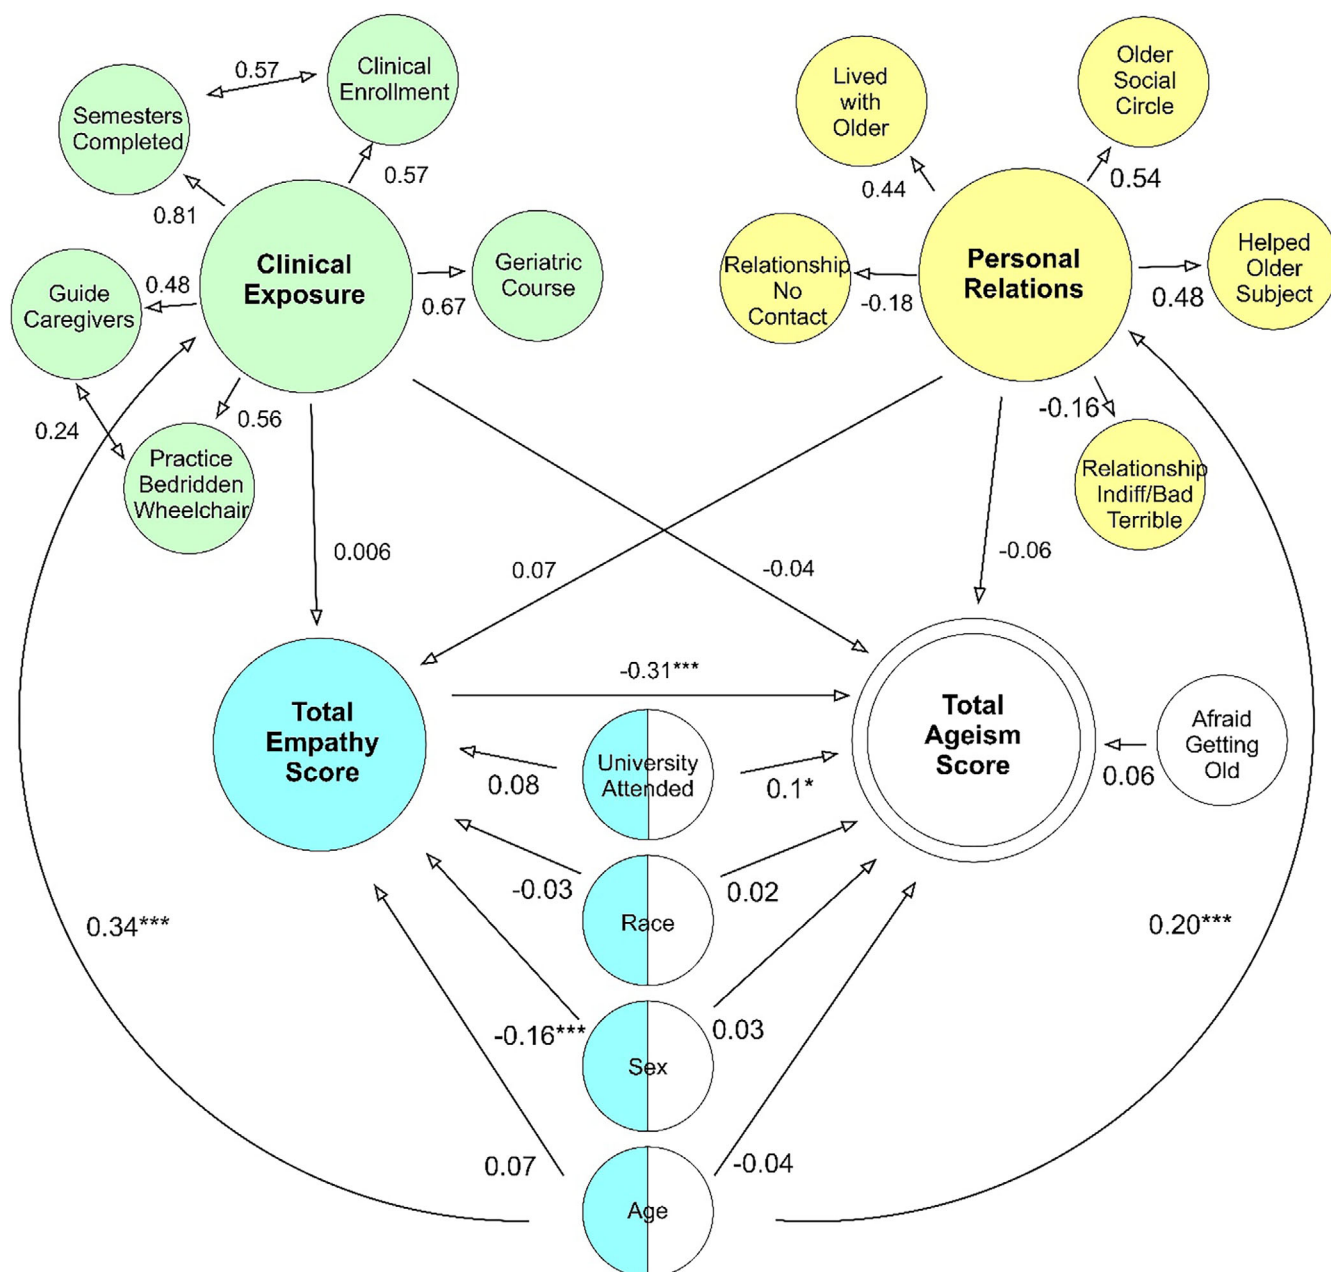 Clinical
Enrollment
0.57
Semesters
Completed
0.57
0.81
Clinical
Exposure
Geriatric
Course
0.67
0.48
Guide
Caregivers
0.56
0.24
Practice
Bedridden
Wheelchair
Lived
with
Older
Older
Social
Circle
0.44
0.54
Personal
Relations
Relationship
No
Contact
-0.18
Helped
Older
Subject
0.48
-0.16
Relationship
Indiff/Bad
Terrible
0.006
0.07
-0.04
-0.06
-0.31***
Total
Empathy
Score
Total
Ageism
Score
Afraid
Getting
Old
0.06
University
Attended
0.08
0.1*
-0.03
Race
0.02
0.34***
0.20***
-0.16***
Sex
0.03
0.07
Age
-0.04